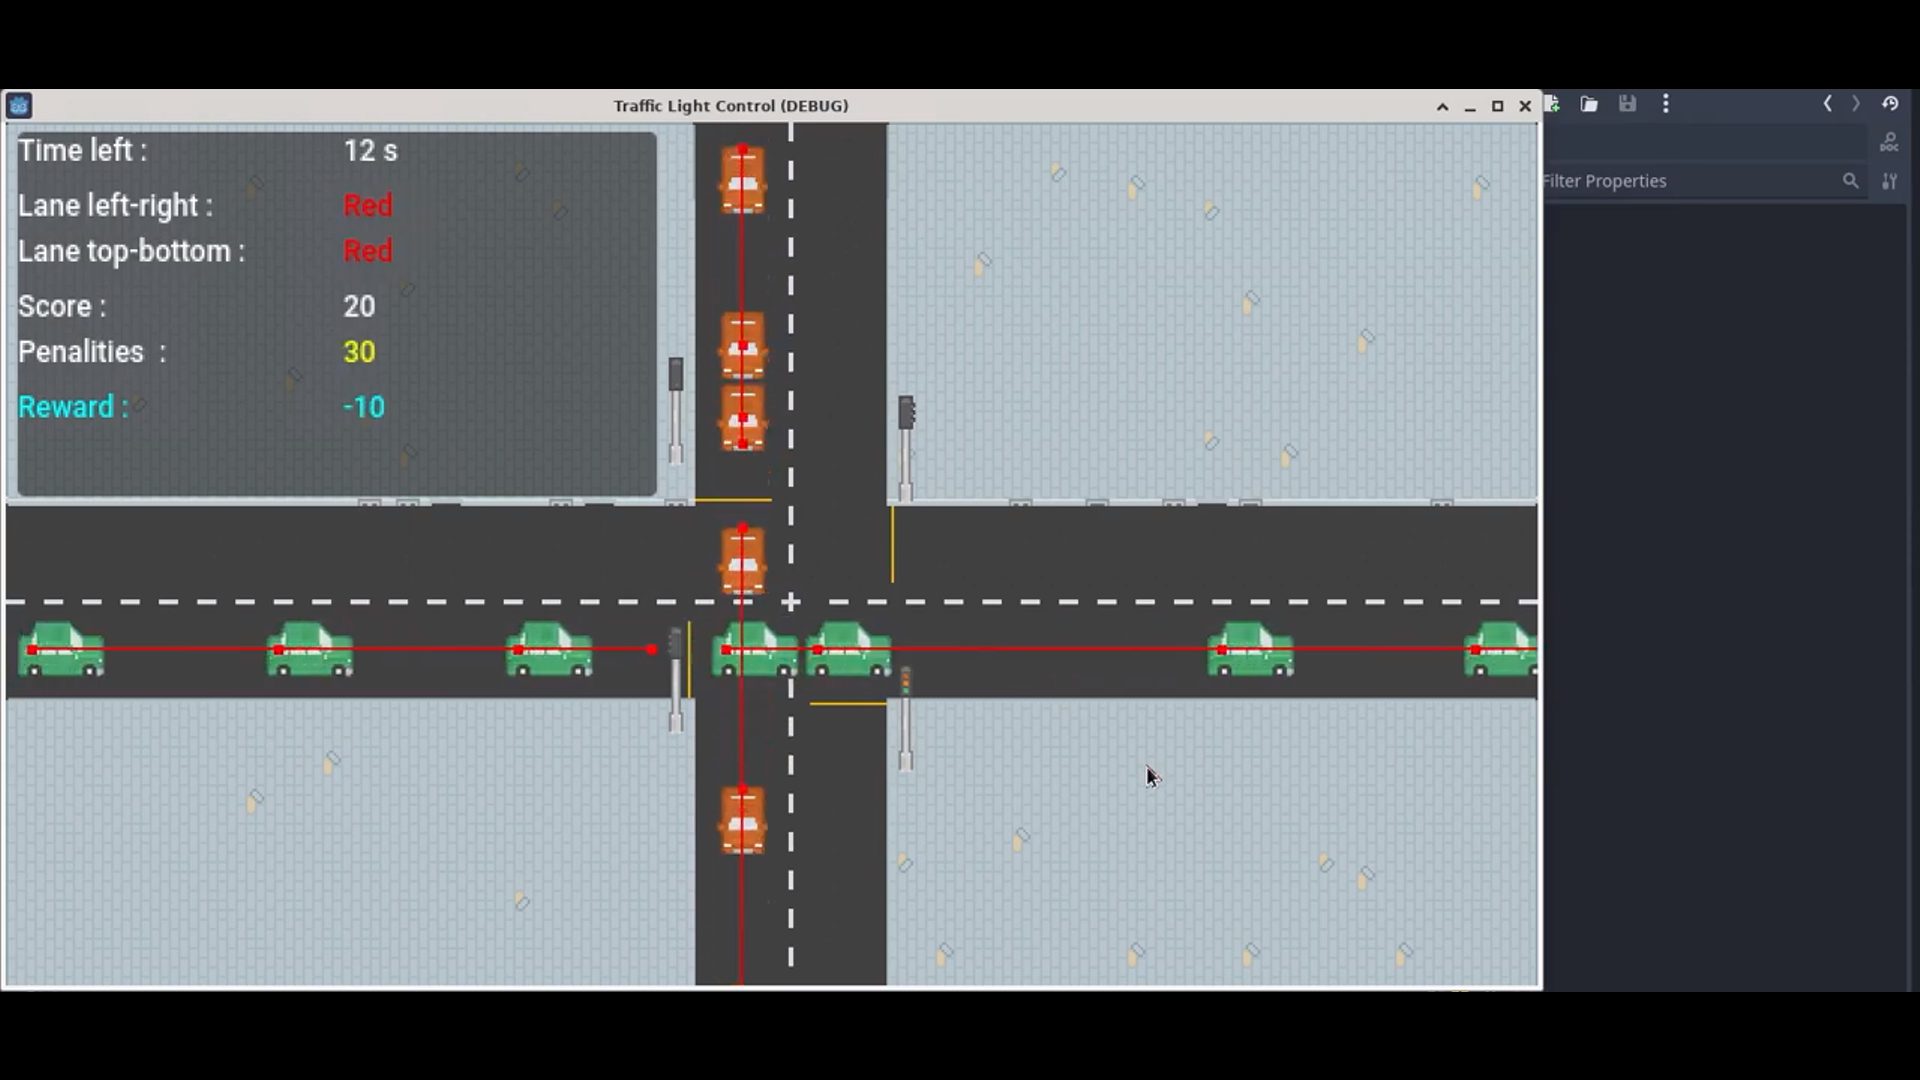 Traffic Light Control (DEBUG)
Time left : 12 s
Lane left-right : Red
Lane top-bottom : Red
Score : 20
Penalities : 30
Reward : -10
DOC
Filter Properties